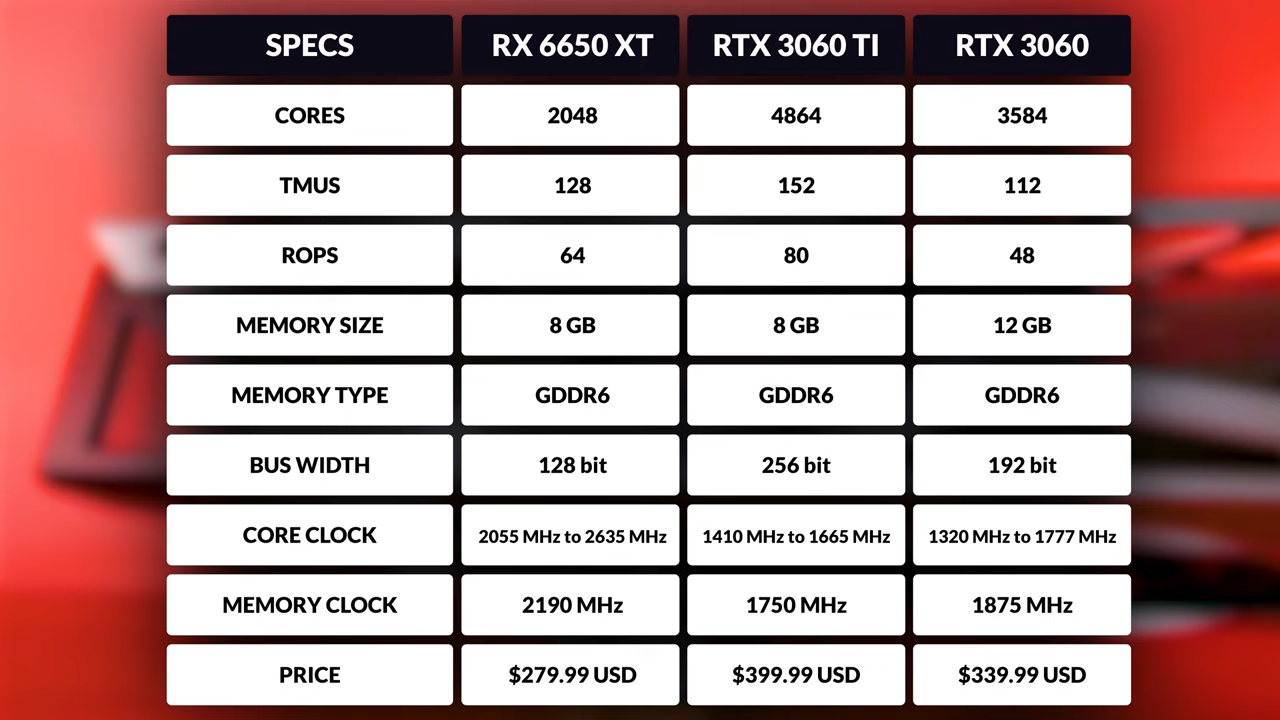 SPECS RX 6650 XT RTX 3060 TI RTX 3060
CORES 2048 4864 3584
TMUS 128 152 112
ROPS 64 80 48
MEMORY SIZE 8 GB 8 GB 12 GB
MEMORY TYPE GDDR6 GDDR6 GDDR6
BUS WIDTH 128 bit 256 bit 192 bit
CORE CLOCK 2055 MHz to 2635 MHz 1410 MHz to 1665 MHz 1320 MHz to 1777 MHz
MEMORY CLOCK 2190 MHz 1750 MHz 1875 MHz
PRICE $279.99 USD $399.99 USD $339.99 USD